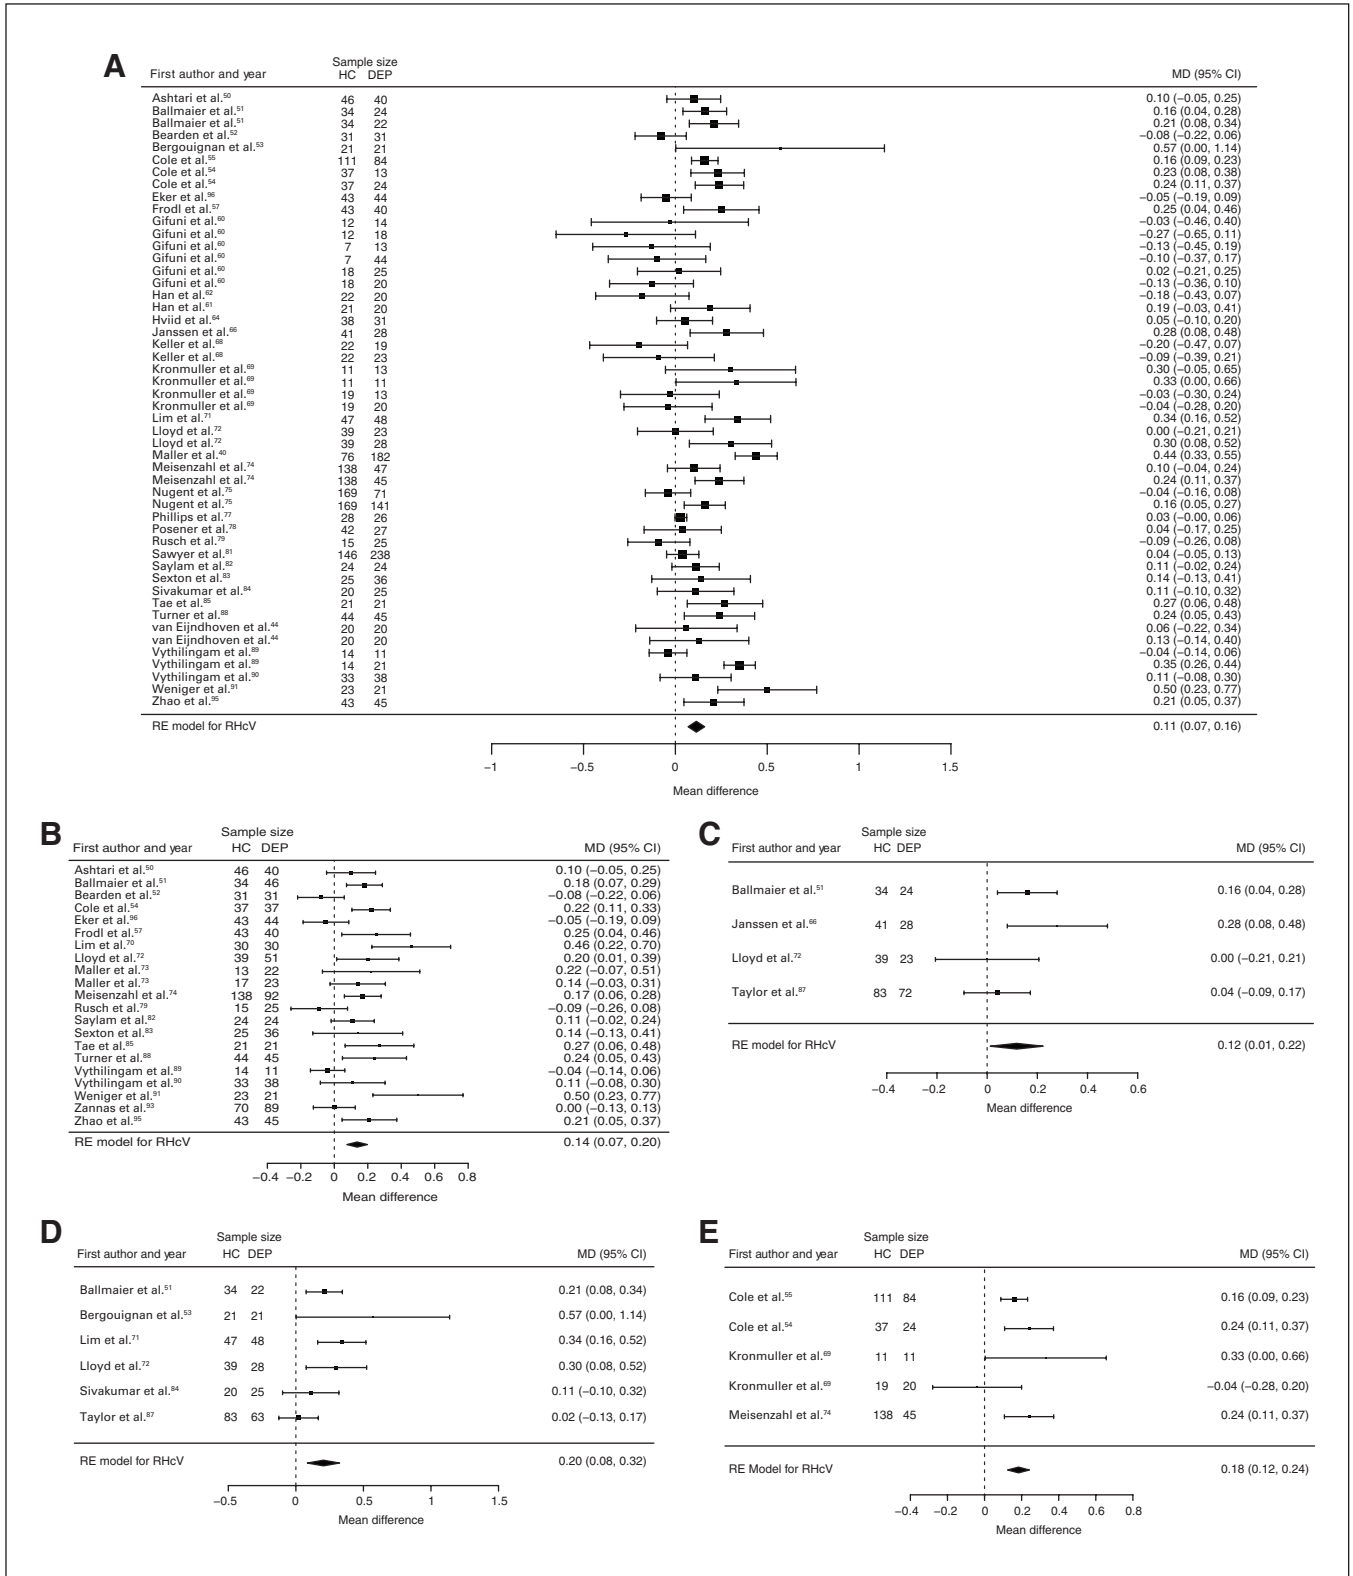 A
Sample size
First author and year HC DEP MD (95% CI)
Ashtari et al.50 46 40 0.10 (−0.05, 0.25)
Ballmaier et al.51 34 24 0.16 (0.04, 0.28)
Ballmaier et al.51 34 22 0.21 (0.08, 0.34)
Bearden et al.52 31 31 −0.08 (−0.22, 0.06)
Bergouignan et al.53 21 21 0.57 (0.00, 1.14)
Cole et al.55 111 84 0.16 (0.09, 0.23)
Cole et al.54 37 13 0.23 (0.08, 0.38)
Cole et al.54 37 24 0.24 (0.11, 0.37)
Eker et al.96 43 44 −0.05 (−0.19, 0.09)
Frodl et al.57 43 40 0.25 (0.04, 0.46)
Gifuni et al.60 12 14 −0.03 (−0.46, 0.40)
Gifuni et al.60 12 18 −0.27 (−0.65, 0.11)
Gifuni et al.60 7 13 −0.13 (−0.45, 0.19)
Gifuni et al.60 7 44 −0.10 (−0.37, 0.17)
Gifuni et al.60 18 25 0.02 (−0.21, 0.25)
Gifuni et al.60 18 20 −0.13 (−0.36, 0.10)
Han et al.62 22 20 −0.18 (−0.43, 0.07)
Han et al.61 21 20 0.19 (−0.03, 0.41)
Hviid et al.64 38 31 0.05 (−0.10, 0.20)
Janssen et al.66 41 28 0.28 (0.08, 0.48)
Keller et al.68 22 19 −0.20 (−0.47, 0.07)
Keller et al.68 22 23 −0.09 (−0.39, 0.21)
Kronmuller et al.69 11 13 0.30 (−0.05, 0.65)
Kronmuller et al.69 11 11 0.33 (0.00, 0.66)
Kronmuller et al.69 19 13 −0.03 (−0.30, 0.24)
Kronmuller et al.69 19 20 −0.04 (−0.28, 0.20)
Lim et al.71 47 48 0.34 (0.16, 0.52)
Lloyd et al.72 39 23 0.00 (−0.21, 0.21)
Lloyd et al.72 39 28 0.30 (0.08, 0.52)
Maller et al.40 76 182 0.44 (0.33, 0.55)
Meisenzahl et al.74 138 47 0.10 (−0.04, 0.24)
Meisenzahl et al.74 138 45 0.24 (0.11, 0.37)
Nugent et al.75 169 71 −0.04 (−0.16, 0.08)
Nugent et al.75 169 141 0.16 (0.05, 0.27)
Phillips et al.77 28 26 0.03 (−0.00, 0.06)
Posener et al.78 42 27 0.04 (−0.17, 0.25)
Rusch et al.79 15 25 −0.09 (−0.26, 0.08)
Sawyer et al.81 146 238 0.04 (−0.05, 0.13)
Saylam et al.82 24 24 0.11 (−0.02, 0.24)
Sexton et al.83 25 36 0.14 (−0.13, 0.41)
Sivakumar et al.84 20 25 0.11 (−0.10, 0.32)
Tae et al.85 21 21 0.27 (0.06, 0.48)
Turner et al.88 44 45 0.24 (0.05, 0.43)
van Eijndhoven et al.44 20 20 0.06 (−0.22, 0.34)
van Eijndhoven et al.44 20 20 0.13 (−0.14, 0.40)
Vythilingam et al.89 14 11 −0.04 (−0.14, 0.06)
Vythilingam et al.89 14 21 0.35 (0.26, 0.44)
Vythilingam et al.90 33 38 0.11 (−0.08, 0.30)
Weniger et al.91 23 21 0.50 (0.23, 0.77)
Zhao et al.95 43 45 0.21 (0.05, 0.37)
RE model for RHcV 0.11 (0.07, 0.16)
−1 −0.5 0 0.5 1 1.5
Mean difference
B
Sample size
First author and year HC DEP MD (95% CI)
Ashtari et al.50 46 40 0.10 (−0.05, 0.25)
Ballmaier et al.51 34 46 0.18 (0.07, 0.29)
Bearden et al.52 31 31 −0.08 (−0.22, 0.06)
Cole et al.54 37 37 0.22 (0.11, 0.33)
Eker et al.96 43 44 −0.05 (−0.19, 0.09)
Frodl et al.57 43 40 0.25 (0.04, 0.46)
Lim et al.70 30 30 0.46 (0.22, 0.70)
Lloyd et al.72 39 51 0.20 (0.01, 0.39)
Maller et al.73 13 22 0.22 (−0.07, 0.51)
Maller et al.73 17 23 0.14 (−0.03, 0.31)
Meisenzahl et al.74 138 92 0.17 (0.06, 0.28)
Rusch et al.79 15 25 −0.09 (−0.26, 0.08)
Saylam et al.82 24 24 0.11 (−0.02, 0.24)
Sexton et al.83 25 36 0.14 (−0.13, 0.41)
Tae et al.85 21 21 0.27 (0.06, 0.48)
Turner et al.88 44 45 0.24 (0.05, 0.43)
Vythilingam et al.89 14 11 −0.04 (−0.14, 0.06)
Vythilingam et al.90 33 38 0.11 (−0.08, 0.30)
Weniger et al.91 23 21 0.50 (0.23, 0.77)
Zannas et al.93 70 89 0.00 (−0.13, 0.13)
Zhao et al.95 43 45 0.21 (0.05, 0.37)
RE model for RHcV 0.14 (0.07, 0.20)
−0.4 −0.2 0 0.2 0.4 0.6 0.8
Mean difference
C
Sample size
First author and year HC DEP MD (95% CI)
Ballmaier et al.51 34 24 0.16 (0.04, 0.28)
Janssen et al.66 41 28 0.28 (0.08, 0.48)
Lloyd et al.72 39 23 0.00 (−0.21, 0.21)
Taylor et al.87 83 72 0.04 (−0.09, 0.17)
RE model for RHcV 0.12 (0.01, 0.22)
−0.4 −0.2 0 0.2 0.4 0.6
Mean difference
D
Sample size
First author and year HC DEP MD (95% CI)
Ballmaier et al.51 34 22 0.21 (0.08, 0.34)
Bergouignan et al.53 21 21 0.57 (0.00, 1.14)
Lim et al.71 47 48 0.34 (0.16, 0.52)
Lloyd et al.72 39 28 0.30 (0.08, 0.52)
Sivakumar et al.84 20 25 0.11 (−0.10, 0.32)
Taylor et al.87 83 63 0.02 (−0.13, 0.17)
RE model for RHcV 0.20 (0.08, 0.32)
−0.5 0 0.5 1 1.5
Mean difference
E
Sample size
First author and year HC DEP MD (95% CI)
Cole et al.55 111 84 0.16 (0.09, 0.23)
Cole et al.54 37 24 0.24 (0.11, 0.37)
Kronmuller et al.69 11 11 0.33 (0.00, 0.66)
Kronmuller et al.69 19 20 −0.04 (−0.28, 0.20)
Meisenzahl et al.74 138 45 0.24 (0.11, 0.37)
RE Model for RHcV 0.18 (0.12, 0.24)
−0.4 −0.2 0 0.2 0.4 0.6 0.8
Mean difference